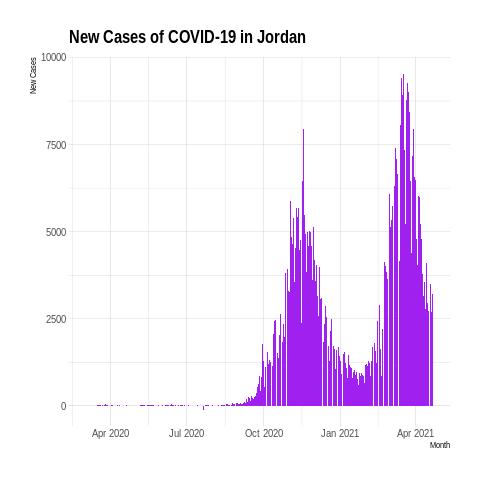 New Cases of COVID-19 in Jordan
New Cases
10000
7500
5000
2500
0
Apr 2020 Jul 2020 Oct 2020 Jan 2021 Apr 2021
Month